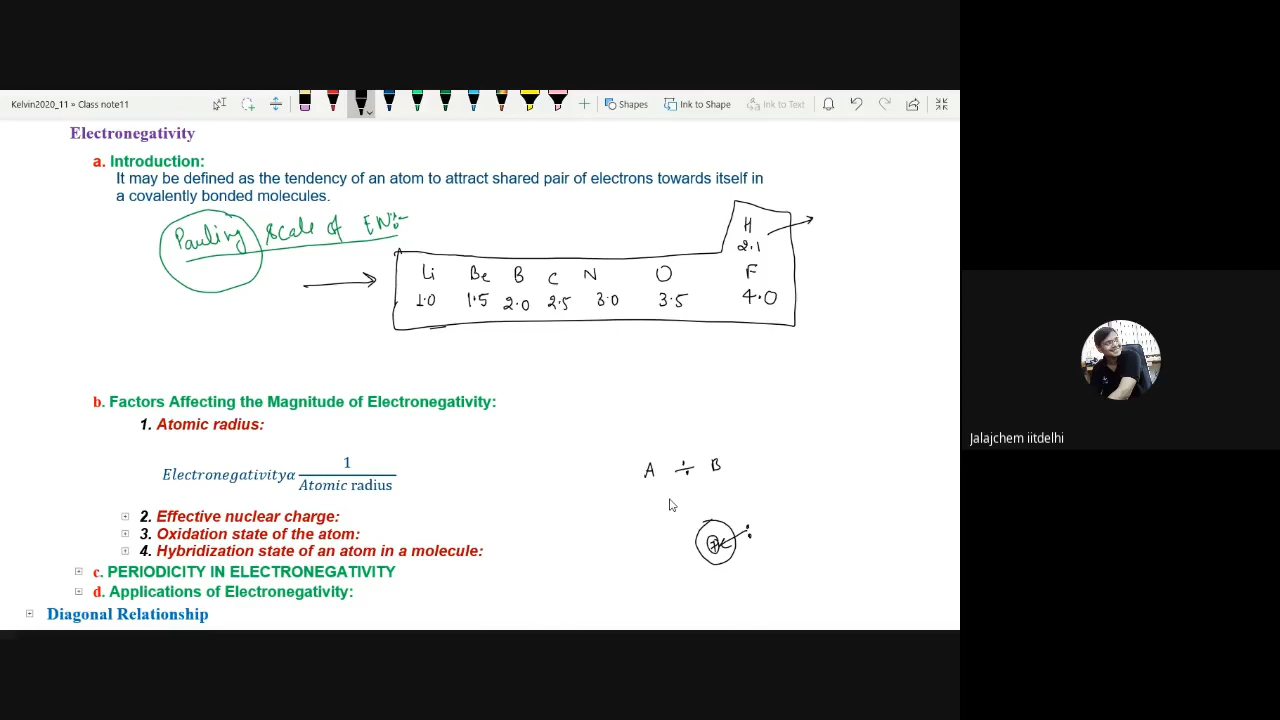 Kelvin2020_11 » Class note11
Shapes
Ink to Shape
Ink to Text
Electronegativity
a. Introduction:
It may be defined as the tendency of an atom to attract shared pair of electrons towards itself in
a covalently bonded molecules.
Pauling scale of EN:-
H
2.1
Li Be B C N O F
1.0 1.5 2.0 2.5 3.0 3.5 4.0
b. Factors Affecting the Magnitude of Electronegativity:
1. Atomic radius:
Electronegativityα 1 / Atomic radius
A ÷ B
2. Effective nuclear charge:
3. Oxidation state of the atom:
4. Hybridization state of an atom in a molecule:
c. PERIODICITY IN ELECTRONEGATIVITY
d. Applications of Electronegativity:
Diagonal Relationship
Jalajchem iitdelhi